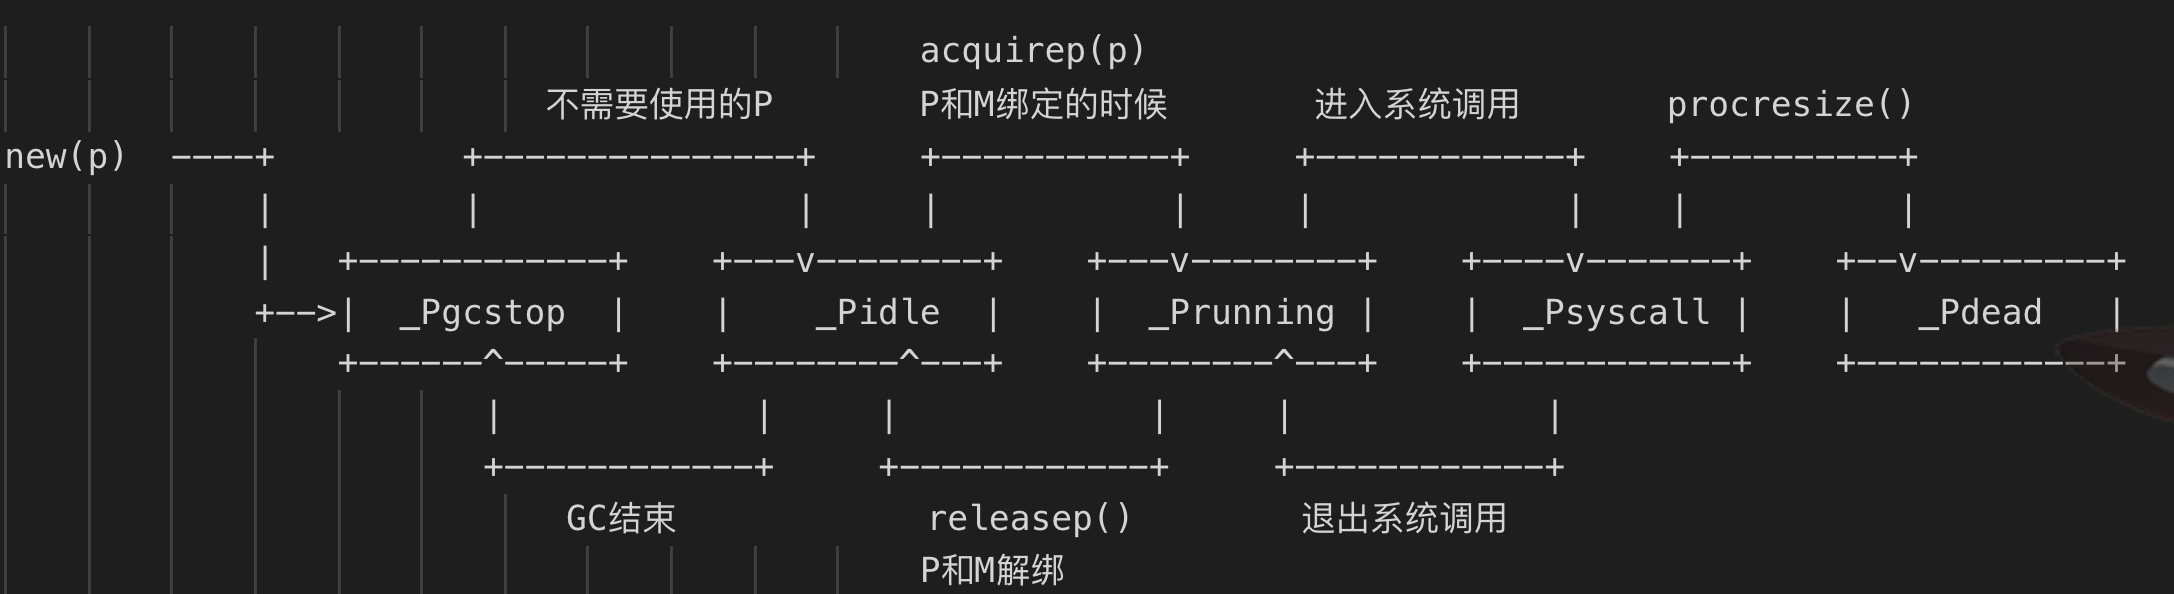 acquirep(p)
不需要使用的P P和M绑定的时候 进入系统调用 procresize()
new(p) ----+ +---------------+ +-----------+ +------------+ +----------+
| | | | | | | | |
| +------------+ +---v--------+ +---v--------+ +----v-------+ +--v---------+
+-->| _Pgcstop | | _Pidle | | _Prunning | | _Psyscall | | _Pdead |
+------^-----+ +--------^---+ +--------^---+ +------------+ +------------+
| | | | | |
+------------+ +------------+ +------------+
GC结束 releasep() 退出系统调用
P和M解绑